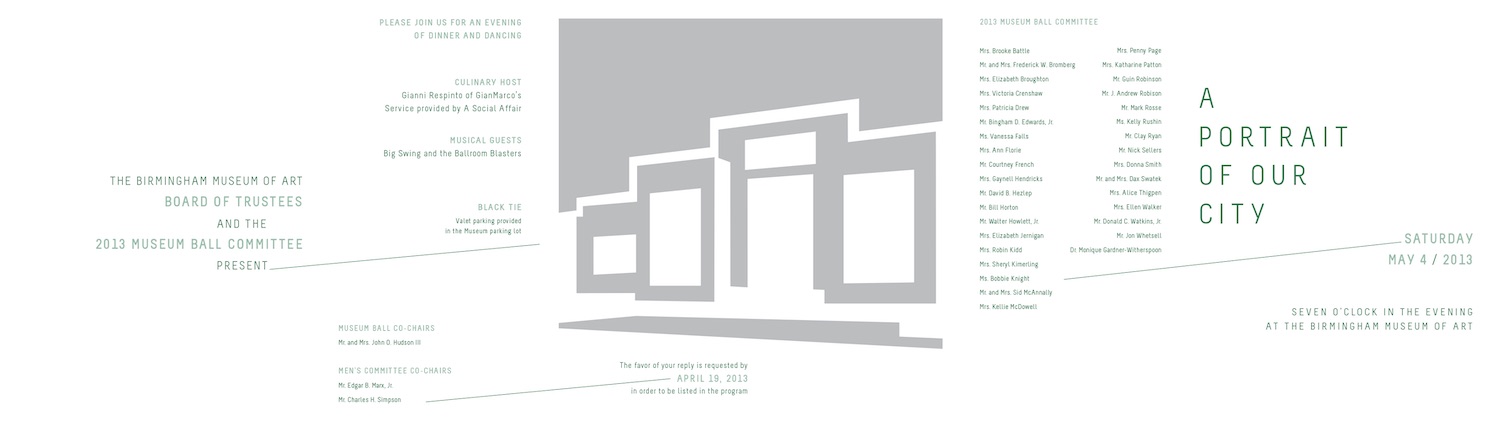 THE BIRMINGHAM MUSEUM OF ART
BOARD OF TRUSTEES
AND THE
2013 MUSEUM BALL COMMITTEE
PRESENT
PLEASE JOIN US FOR AN EVENING
OF DINNER AND DANCING
CULINARY HOST
Gianni Respinto of GianMarco's
Service provided by A Social Affair
MUSICAL GUESTS
Big Swing and the Ballroom Blasters
BLACK TIE
Valet parking provided
in the Museum parking lot
MUSEUM BALL CO-CHAIRS
Mr. and Mrs. John D. Hudson III
MEN'S COMMITTEE CO-CHAIRS
Mr. Edgar B. Marx, Jr.
Mr. Charles H. Simpson
The favor of your reply is requested by
APRIL 19, 2013
in order to be listed in the program
2013 MUSEUM BALL COMMITTEE
Mrs. Brooke Battle
Mr. and Mrs. Frederick W. Bromberg
Mrs. Elizabeth Broughton
Mrs. Victoria Crenshaw
Mrs. Patricia Drew
Mr. Bingham D. Edwards, Jr.
Ms. Vanessa Falls
Mrs. Ann Florie
Mr. Courtney French
Mrs. Gaynell Hendricks
Mr. David B. Hezlep
Mr. Bill Horton
Mr. Walter Howlett, Jr.
Mrs. Elizabeth Jernigan
Mrs. Robin Kidd
Mrs. Sheryl Kimerling
Ms. Bobbie Knight
Mr. and Mrs. Sid McAnnally
Mrs. Kellie McDowell
Mrs. Penny Page
Mrs. Katharine Patton
Mr. Guin Robinson
Mr. J. Andrew Robison
Mr. Mark Rosse
Ms. Kelly Rushin
Mr. Clay Ryan
Mr. Nick Sellers
Mrs. Donna Smith
Mr. and Mrs. Dax Swatek
Mrs. Alice Thigpen
Mrs. Ellen Walker
Mr. Donald C. Watkins, Jr.
Mr. Jon Whetsell
Dr. Monique Gardner-Witherspoon
A
PORTRAIT
OF OUR
CITY
SATURDAY
MAY 4 / 2013
SEVEN O'CLOCK IN THE EVENING
AT THE BIRMINGHAM MUSEUM OF ART